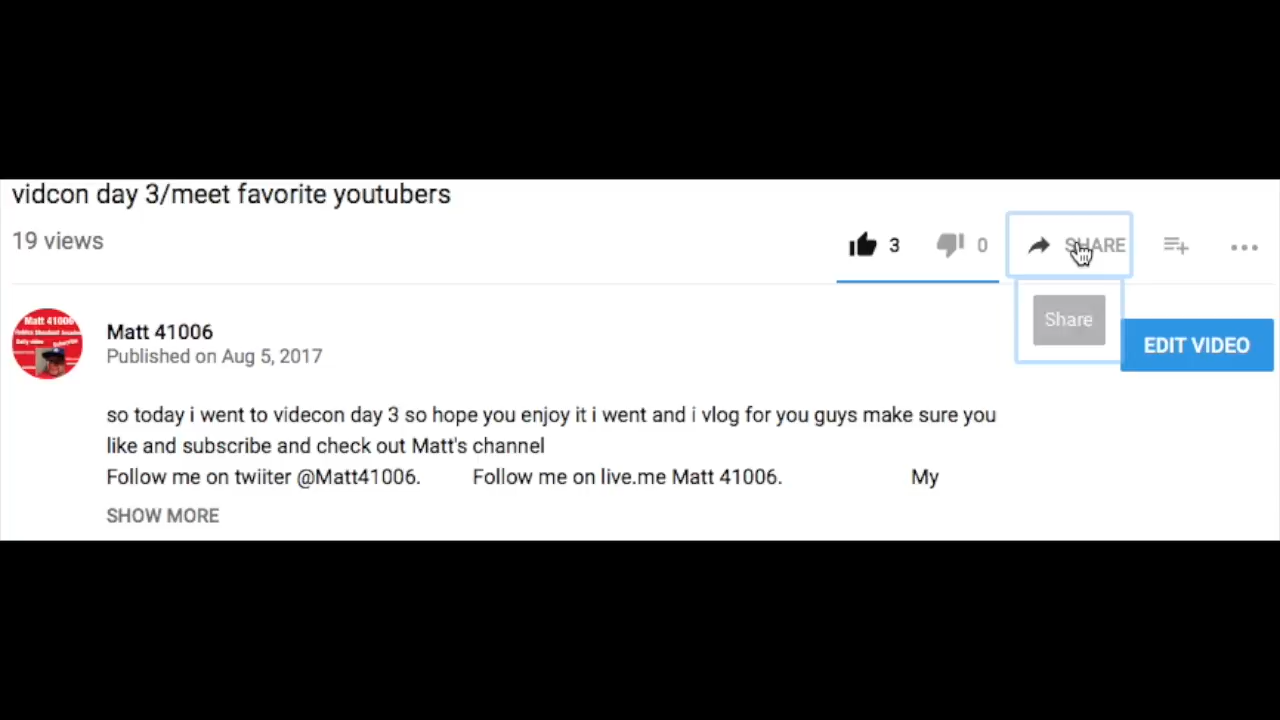 vidcon day 3/meet favorite youtubers
19 views
3
0
SHARE
Share
EDIT VIDEO
Matt 41006
Matt 41006
Published on Aug 5, 2017
so today i went to videcon day 3 so hope you enjoy it i went and i vlog for you guys make sure you
like and subscribe and check out Matt's channel
Follow me on twiiter @Matt41006. Follow me on live.me Matt 41006. My
SHOW MORE